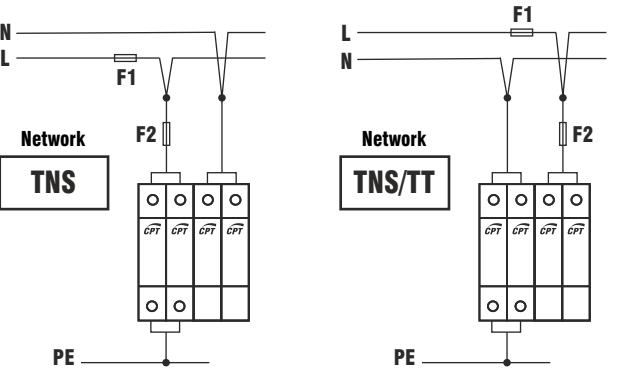 N
L
F1
F2
Network
TNS
CPT CPT CPT CPT
PE
L
F1
N
F2
Network
TNS/TT
CPT CPT CPT CPT
PE